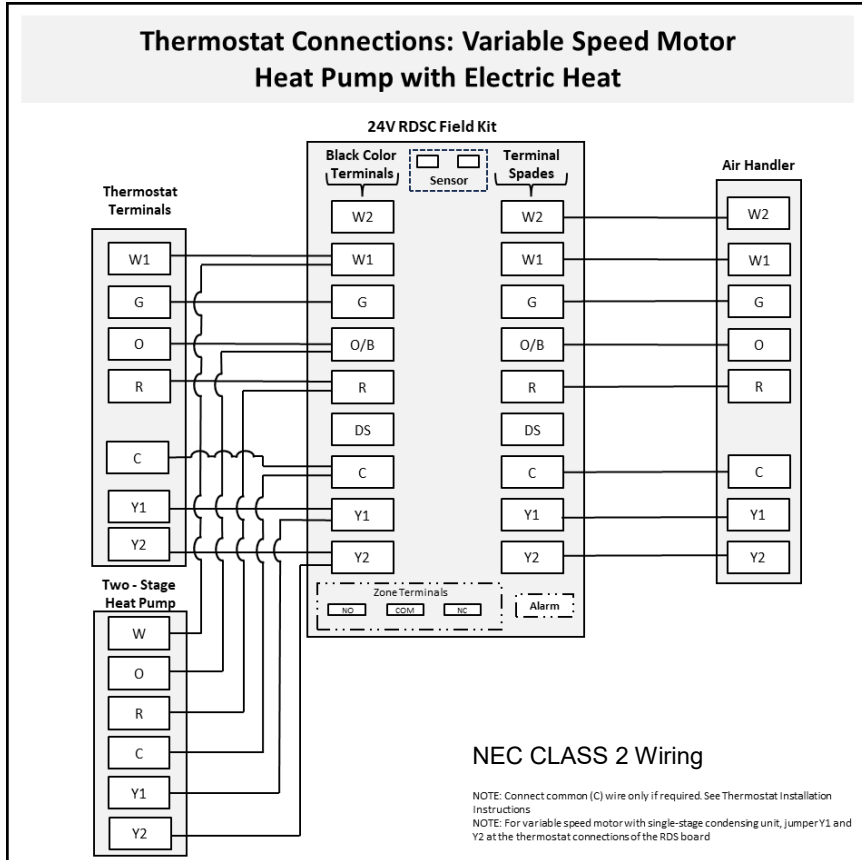 Thermostat Connections: Variable Speed Motor
Heat Pump with Electric Heat
24V RDSC Field Kit
Black Color
Terminals
Sensor
Terminal
Spades
Air Handler
Thermostat
Terminals
W1
G
O
R
C
Y1
Y2
W2
W1
G
O/B
R
DS
C
Y1
Y2
W2
W1
G
O/B
R
DS
C
Y1
Y2
W2
W1
G
O
R
C
Y1
Y2
Zone Terminals
NO
COM
NC
Alarm
Two - Stage
Heat Pump
W
O
R
C
Y1
Y2
NEC CLASS 2 Wiring
NOTE: Connect common (C) wire only if required. See Thermostat Installation
Instructions
NOTE: For variable speed motor with single-stage condensing unit, jumper Y1 and
Y2 at the thermostat connections of the RDS board